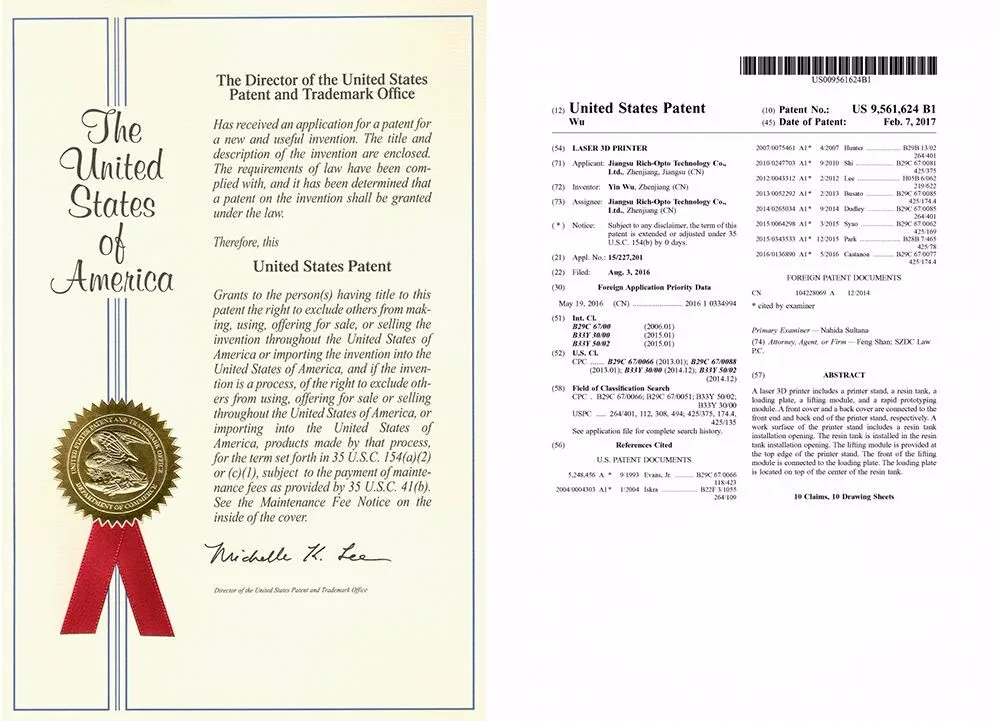 The
United
States
of
America
The Director of the United States
Patent and Trademark Office
Has received an application for a patent for
a new and useful invention. The title and
description of the invention are enclosed.
The requirements of law have been com-
plied with, and it has been determined that
a patent on the invention shall be granted
under the law.
Therefore, this
United States Patent
Grants to the person(s) having title to this
patent the right to exclude others from mak-
ing, using, offering for sale, or selling the
invention throughout the United States of
America or importing the invention into the
United States of America, and if the inven-
tion is a process, of the right to exclude oth-
ers from using, offering for sale or selling
throughout the United States of America, or
importing into the United States of
America, products made by that process,
for the term set forth in 35 U.S.C. 154(a)(2)
or (c)(1), subject to the payment of mainte-
nance fees as provided by 35 U.S.C. 41(b).
See the Maintenance Fee Notice on the
inside of the cover.
Michelle K. Lee
Director of the United States Patent and Trademark Office
UNITED STATES PATENT AND TRADEMARK OFFICE
DEPARTMENT OF COMMERCE
US009561624B1
(12) United States Patent
Wu
(10) Patent No.: US 9,561,624 B1
(45) Date of Patent: Feb. 7, 2017
(54) LASER 3D PRINTER
(71) Applicant: Jiangsu Rich-Opto Technology Co.,
Ltd., Zhenjiang, Jiangsu (CN)
(72) Inventor: Yin Wu, Zhenjiang (CN)
(73) Assignee: Jiangsu Rich-Opto Technology Co.,
Ltd., Zhenjiang (CN)
( * ) Notice: Subject to any disclaimer, the term of this
patent is extended or adjusted under 35
U.S.C. 154(b) by 0 days.
(21) Appl. No.: 15/227,201
(22) Filed: Aug. 3, 2016
(30) Foreign Application Priority Data
May 19, 2016 (CN) ........................ 2016 1 0334994
(51) Int. Cl.
B29C 67/00 (2006.01)
B33Y 30/00 (2015.01)
B33Y 50/02 (2015.01)
(52) U.S. Cl.
CPC ...... B29C 67/0066 (2013.01); B29C 67/0088
(2013.01); B33Y 30/00 (2014.12); B33Y 50/02
(2014.12)
(58) Field of Classification Search
CPC . B29C 67/0066; B29C 67/0051; B33Y 50/02;
B33Y 30/00
USPC ...... 264/401, 112, 308, 494; 425/375, 174.4,
425/135
See application file for complete search history.
(56) References Cited
U.S. PATENT DOCUMENTS
5,248,456 A * 9/1993 Evans, Jr. ........... B29C 67/0066
118/423
2004/0004303 A1* 1/2004 Iskra .................. B22F 3/1055
264/109
2007/0075461 A1* 4/2007 Hunter ................ B29B 13/02
264/401
2010/0247703 A1* 9/2010 Shi .................. B29C 67/0081
425/375
2012/0043312 A1* 2/2012 Lee .................. H05B 6/062
219/622
2013/0052292 A1* 2/2013 Busato ............ B29C 67/0085
425/174.4
2014/0265034 A1* 9/2014 Dudley ............ B29C 67/0085
264/401
2015/0064298 A1* 3/2015 Syao .............. B29C 67/0062
425/169
2015/0343533 A1* 12/2015 Park ................. B28B 7/465
425/78
2016/0136890 A1* 5/2016 Castanon ......... B29C 67/0077
425/174.4
FOREIGN PATENT DOCUMENTS
CN 104228069 A 12/2014
* cited by examiner
Primary Examiner — Nahida Sultana
(74) Attorney, Agent, or Firm — Feng Shan; SZDC Law
P.C.
(57) ABSTRACT
A laser 3D printer includes a printer stand, a resin tank, a
loading plate, a lifting module, and a rapid prototyping
module. A front cover and a back cover are connected to the
front end and back end of the printer stand, respectively. A
work surface of the printer stand includes a resin tank
installation opening. The resin tank is installed in the resin
tank installation opening. The lifting module is provided at
the top edge of the printer stand. The front of the lifting
module is connected to the loading plate. The loading plate
is located on top of the center of the resin tank.
10 Claims, 10 Drawing Sheets